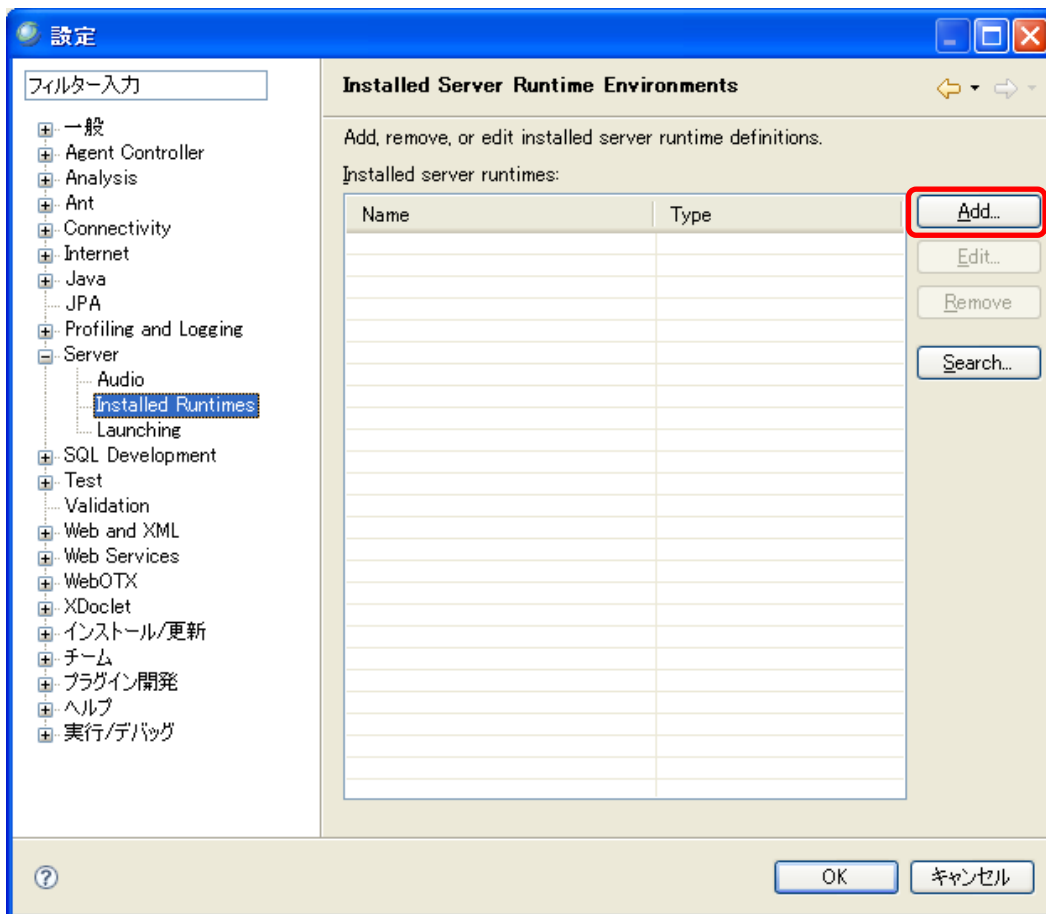 設定
フィルター入力
一般
Agent Controller
Analysis
Ant
Connectivity
Internet
Java
JPA
Profiling and Logging
Server
Audio
Installed Runtimes
Launching
SQL Development
Test
Validation
Web and XML
Web Services
WebOTX
XDoclet
インストール/更新
チーム
プラグイン開発
ヘルプ
実行/デバッグ
Installed Server Runtime Environments
Add, remove, or edit installed server runtime definitions.
Installed server runtimes:
Name Type
Add...
Edit...
Remove
Search...
OK キャンセル